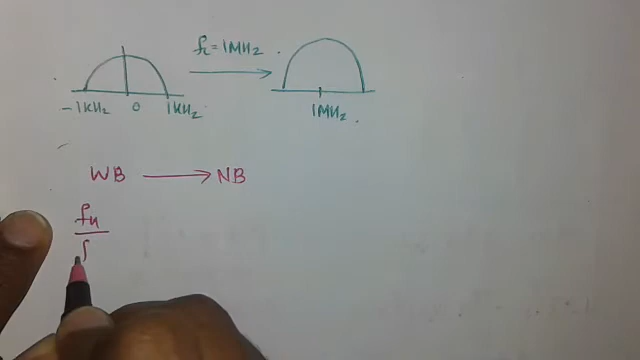 fc = 1MHz
-1KHz 0 1KHz
1MHz
WB → NB
fH
f